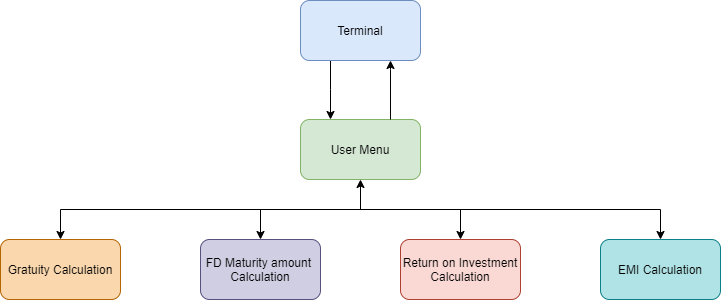 Terminal
User Menu
Gratuity Calculation
FD Maturity amount
Calculation
Return on Investment
Calculation
EMI Calculation